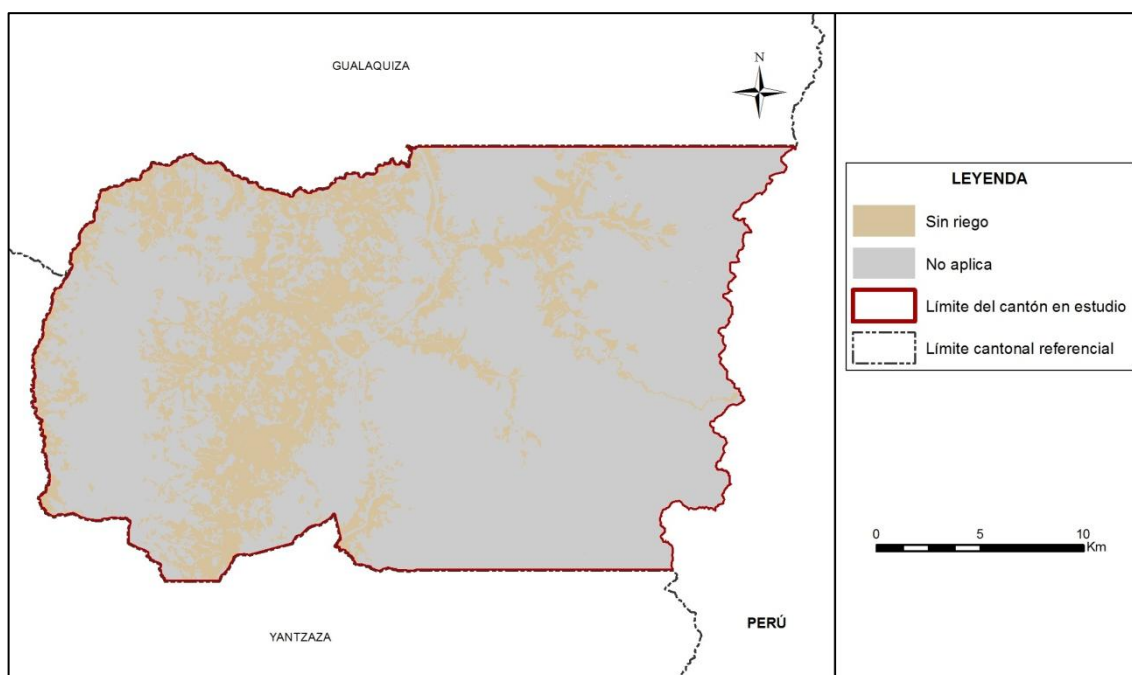 GUALAQUIZA
N
YANTZAZA
PERÚ
LEYENDA
Sin riego
No aplica
Límite del cantón en estudio
Límite cantonal referencial
0 5 10
Km